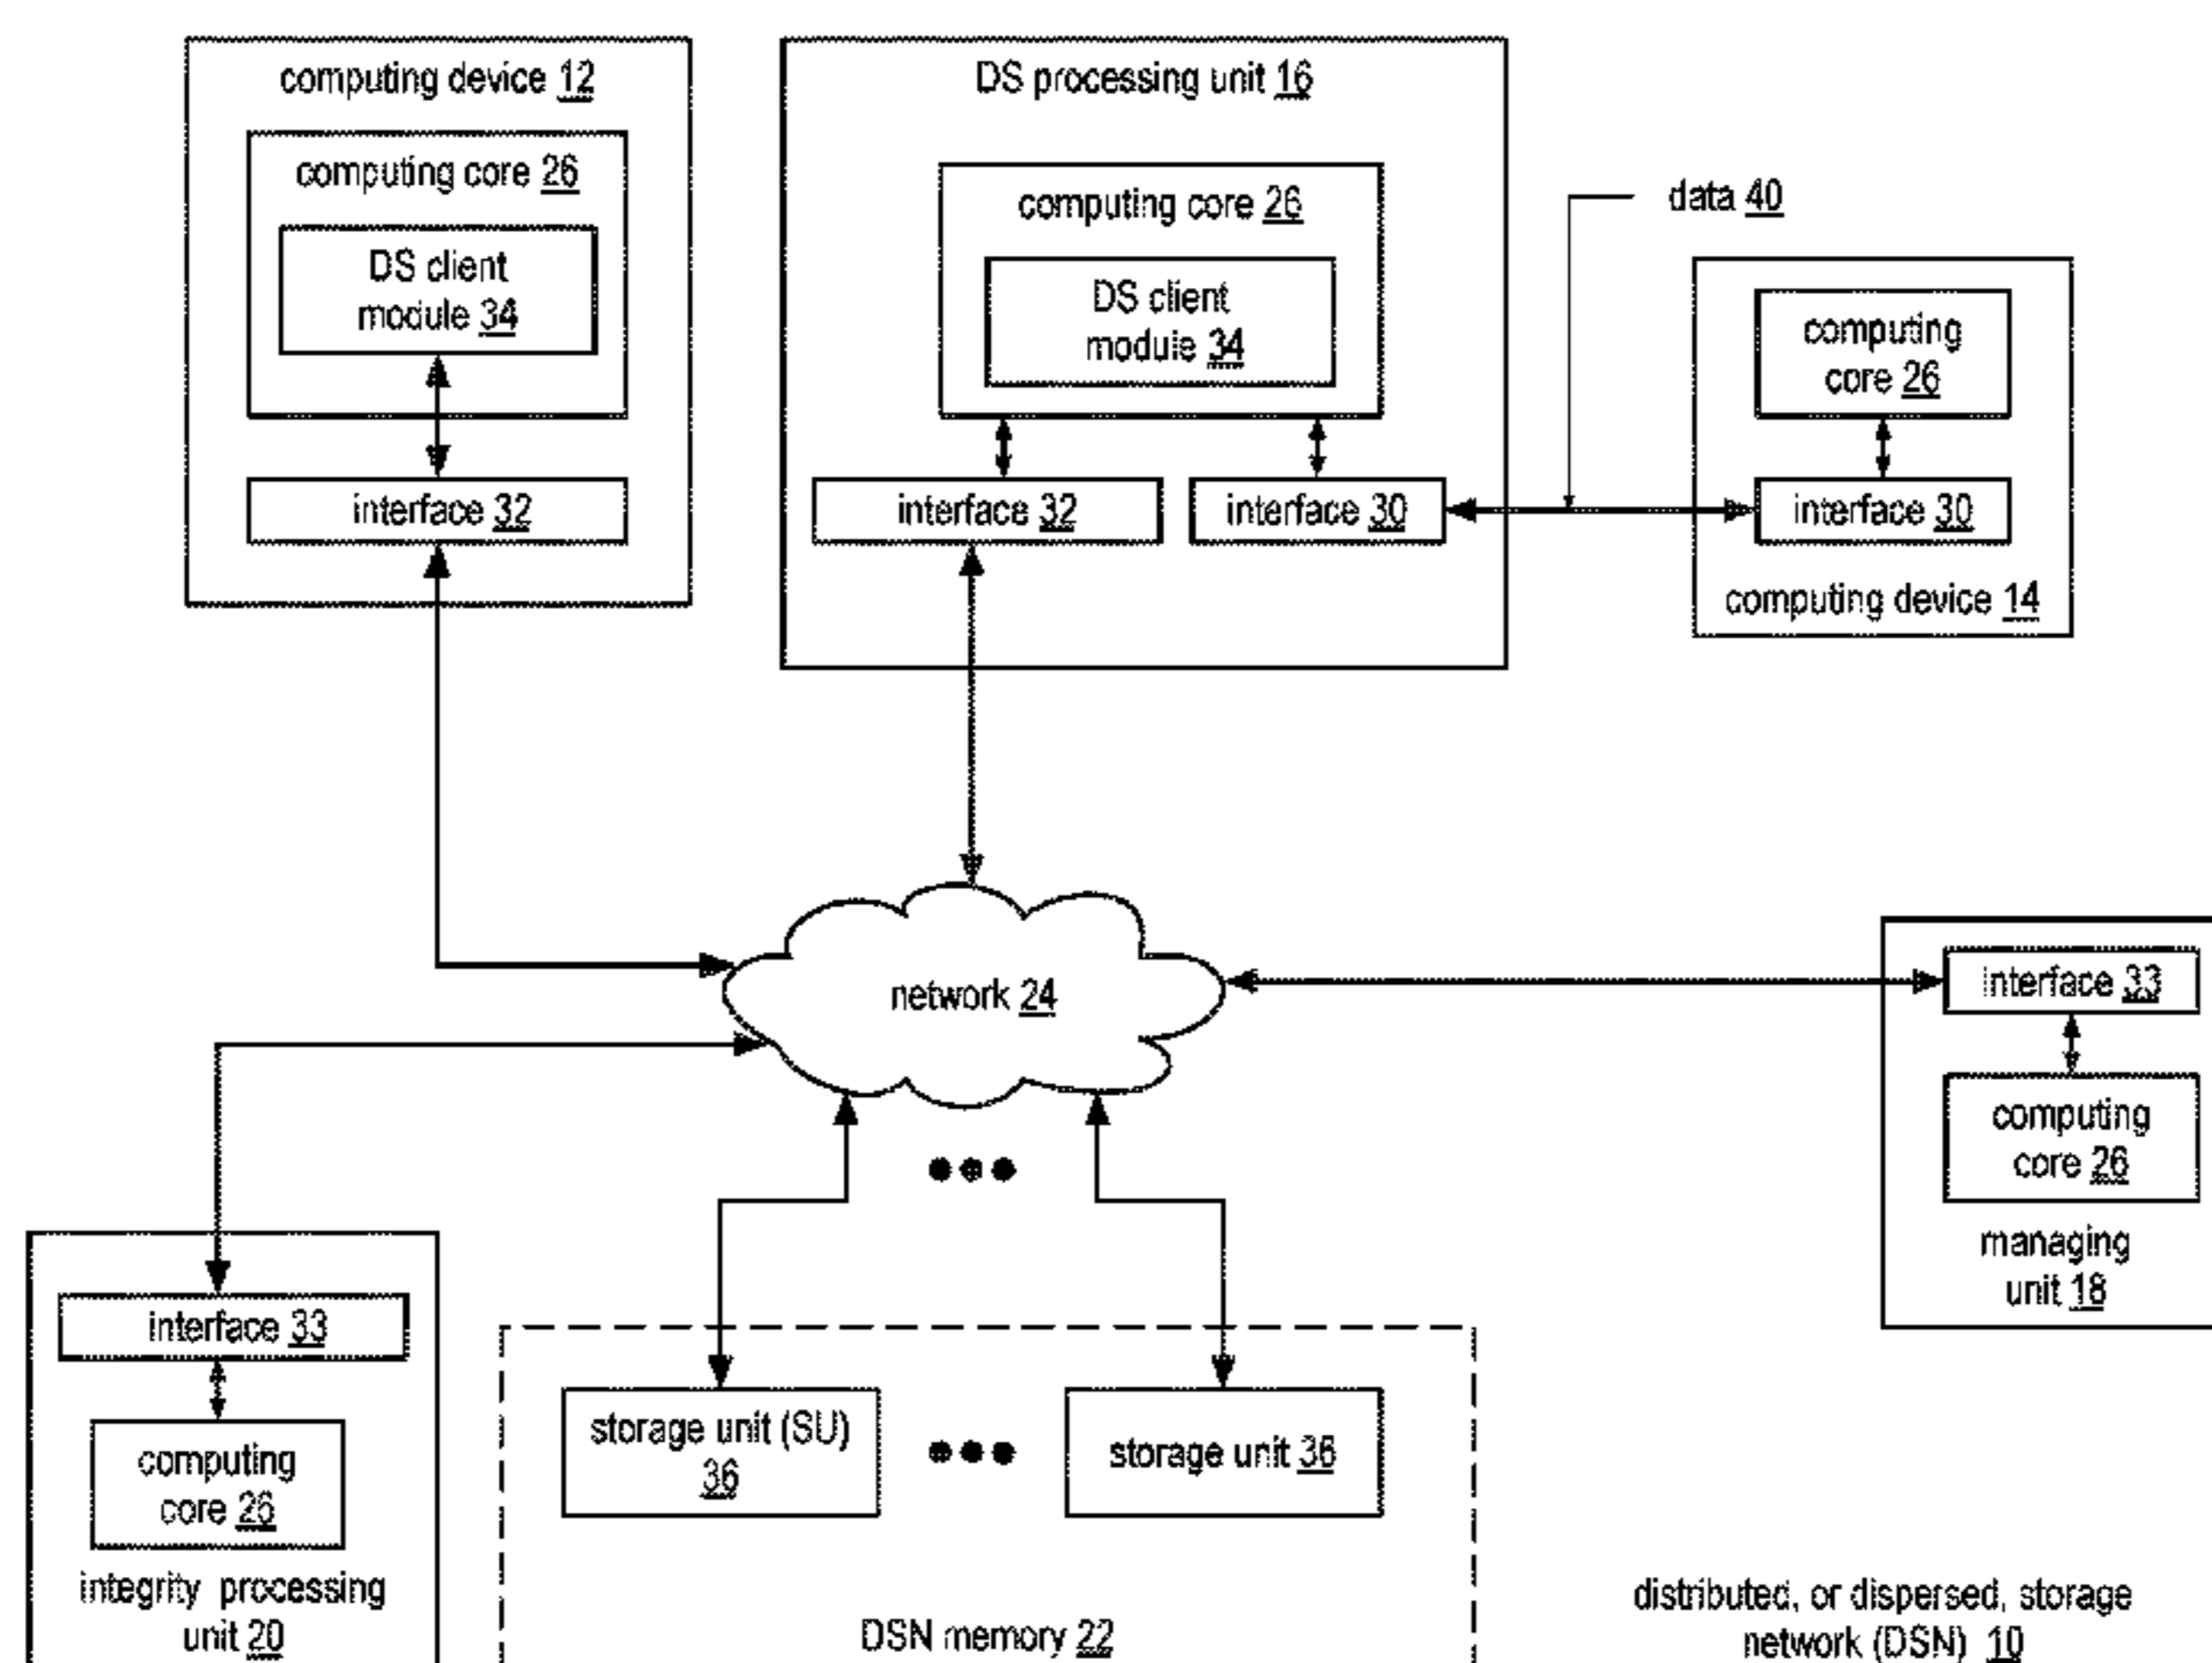 computing device 12
computing core 26
DS client
module 34
interface 32
DS processing unit 16
computing core 26
DS client
module 34
interface 32
interface 30
data 40
computing
core 26
interface 30
computing device 14
network 24
interface 33
computing
core 26
managing
unit 18
interface 33
computing
core 26
integrity processing
unit 20
storage unit (SU)
36
storage unit 36
DSN memory 22
distributed, or dispersed, storage
network (DSN) 10